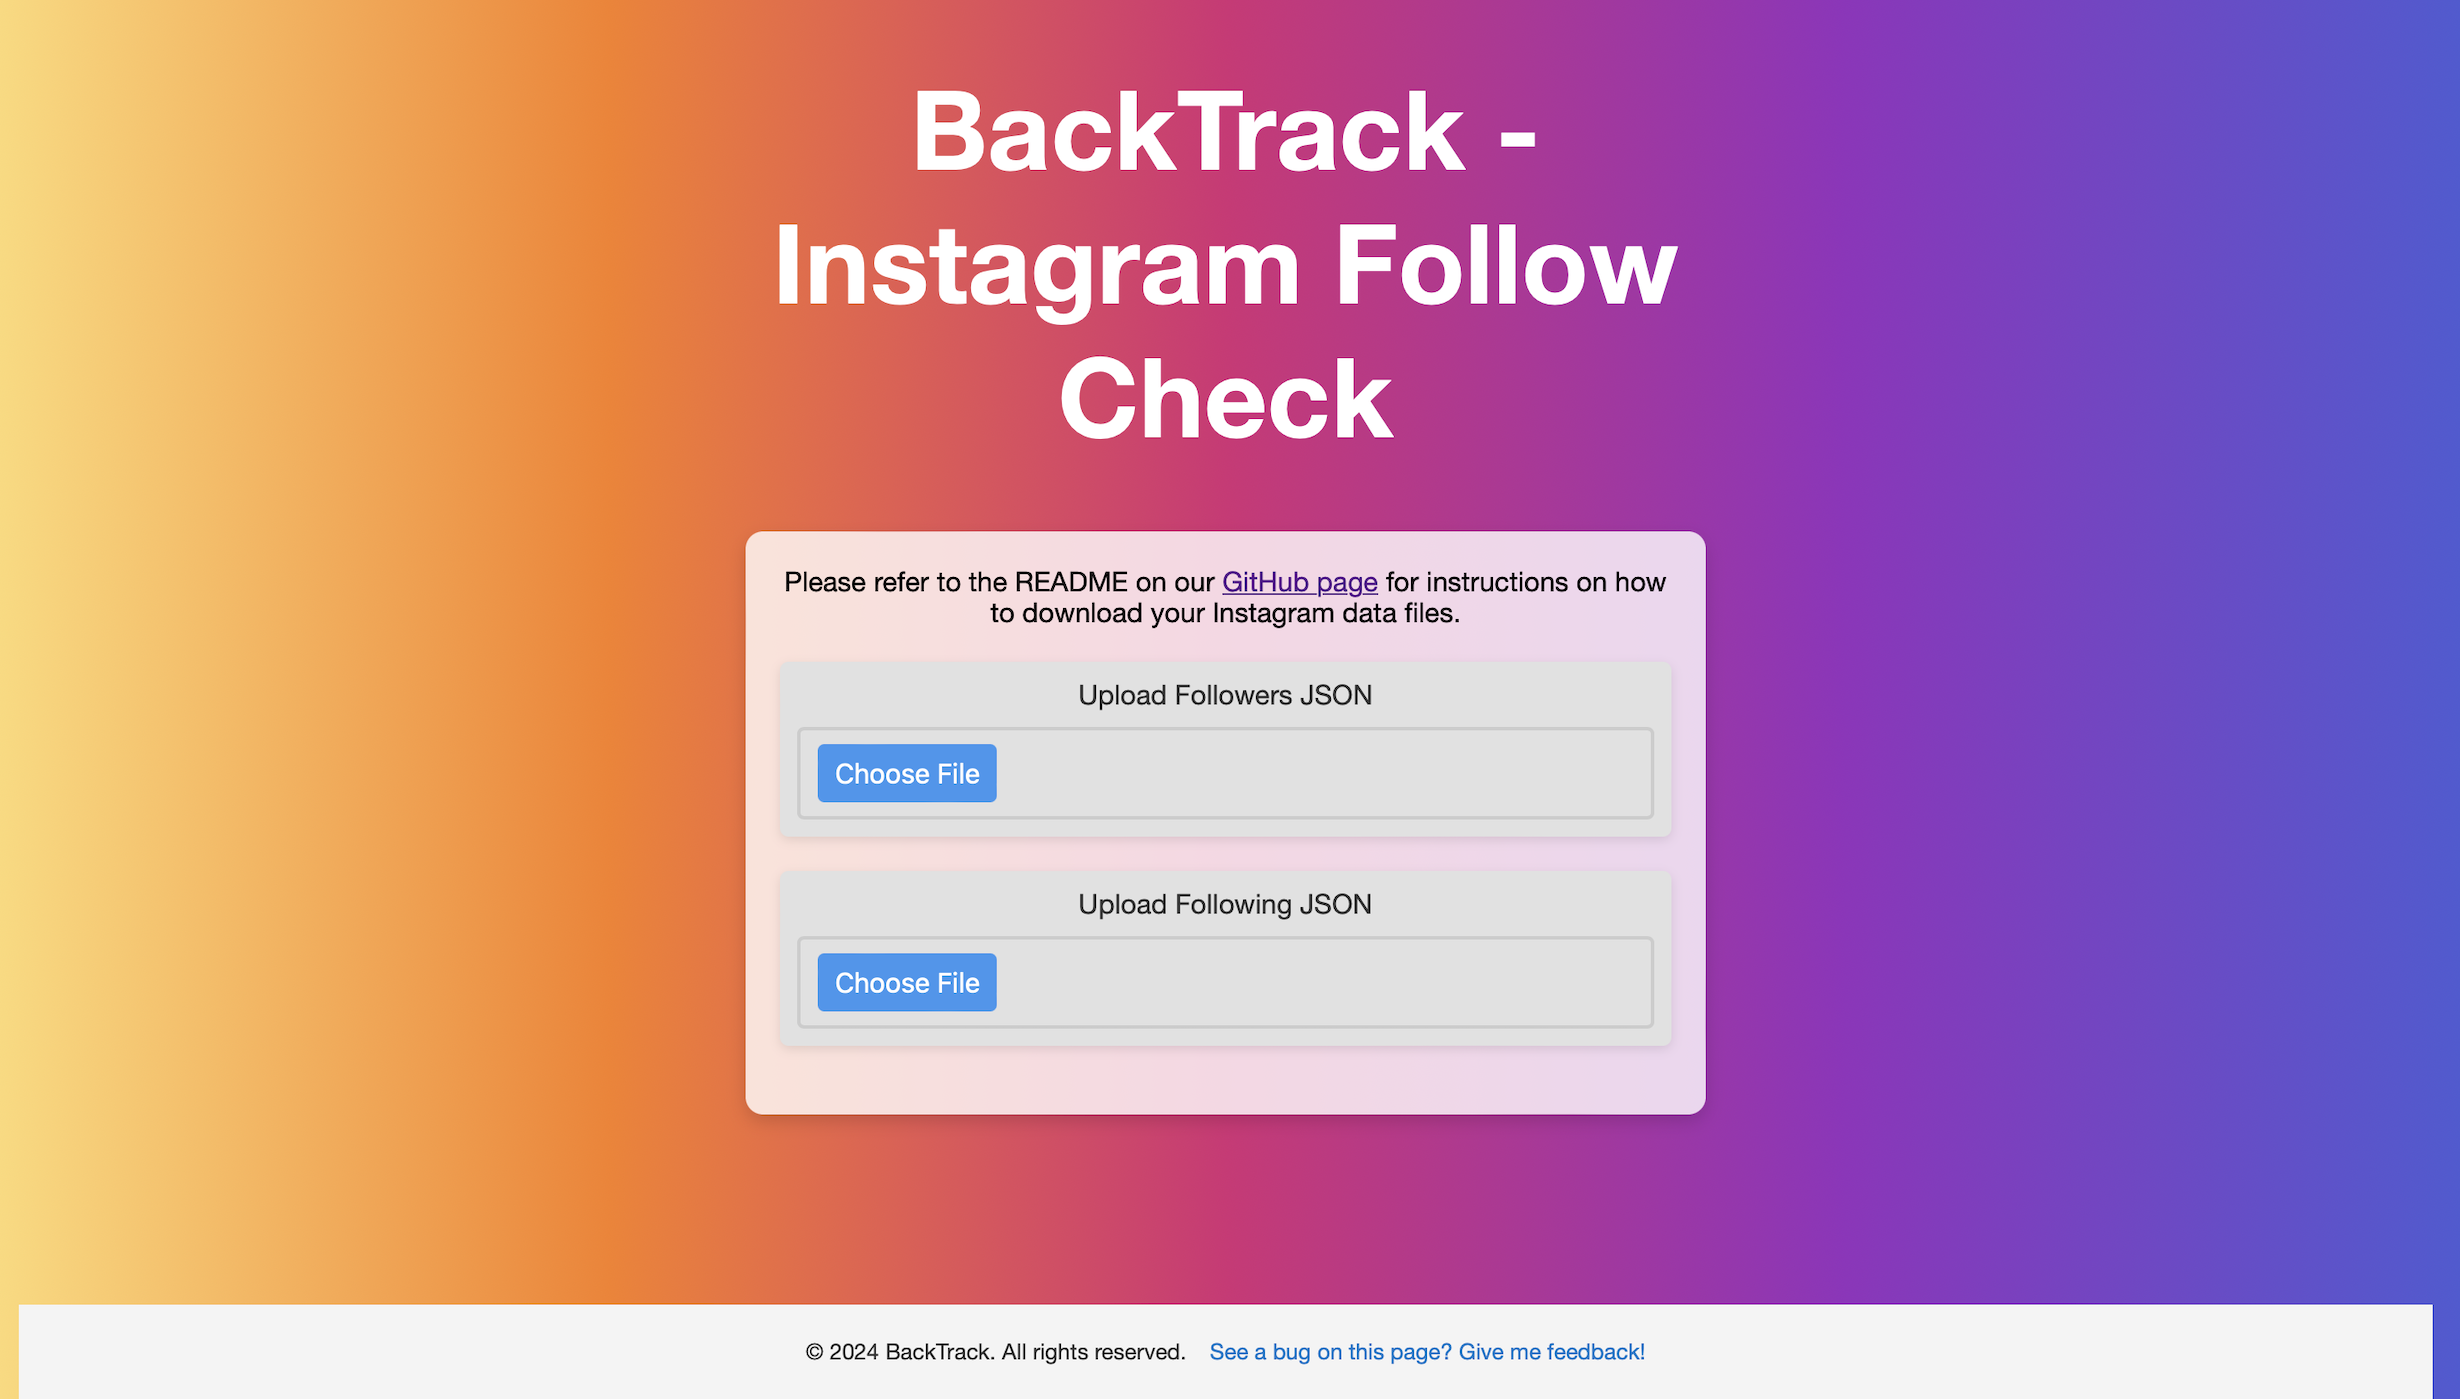 BackTrack -
Instagram Follow
Check
Please refer to the README on our GitHub page for instructions on how
to download your Instagram data files.
Upload Followers JSON
Choose File
Upload Following JSON
Choose File
© 2024 BackTrack. All rights reserved. See a bug on this page? Give me feedback!